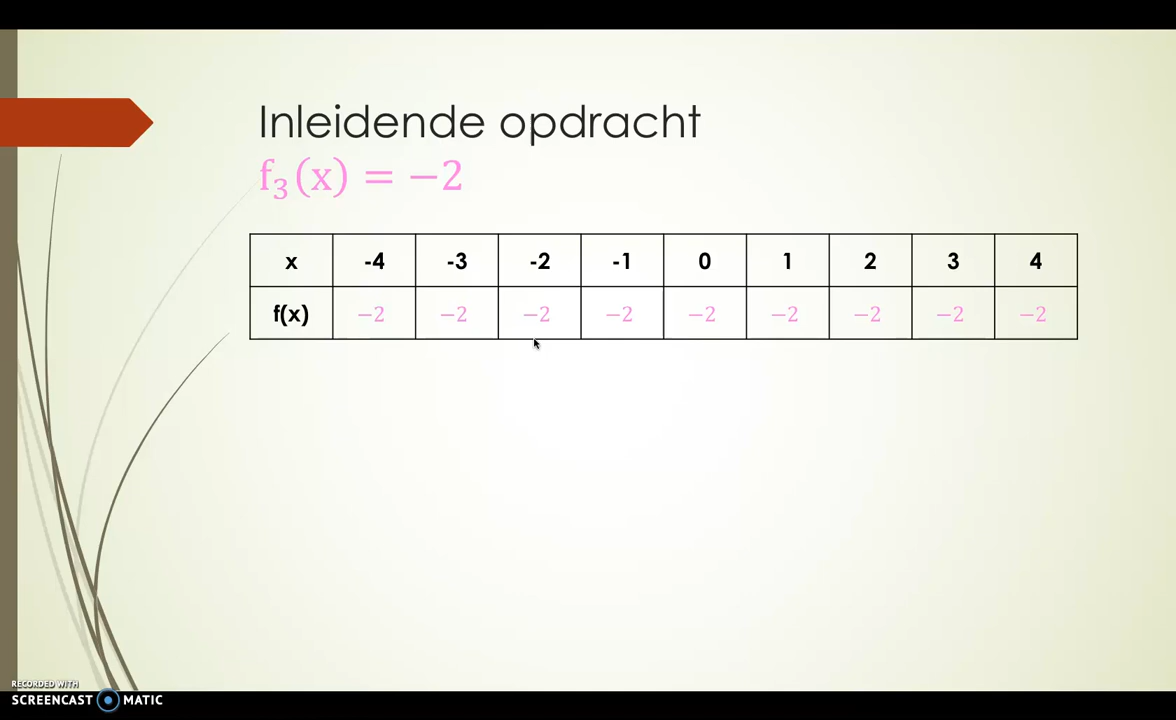 Inleidende opdracht
f₃(x) = −2
x -4 -3 -2 -1 0 1 2 3 4
f(x) −2 −2 −2 −2 −2 −2 −2 −2 −2
RECORDED WITH
SCREENCAST MATIC